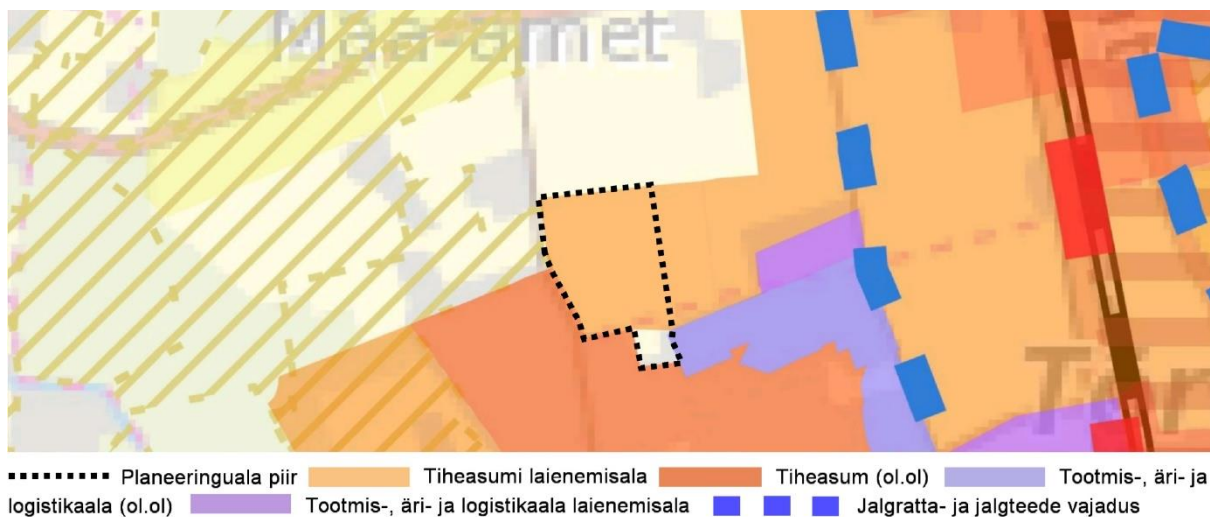 Maa-amet
Planeeringuala piir Tiheasumi laienemisala Tiheasum (ol.ol) Tootmis-, äri- ja
logistikaala (ol.ol) Tootmis-, äri- ja logistikaala laienemisala Jalgratta- ja jalgteede vajadus